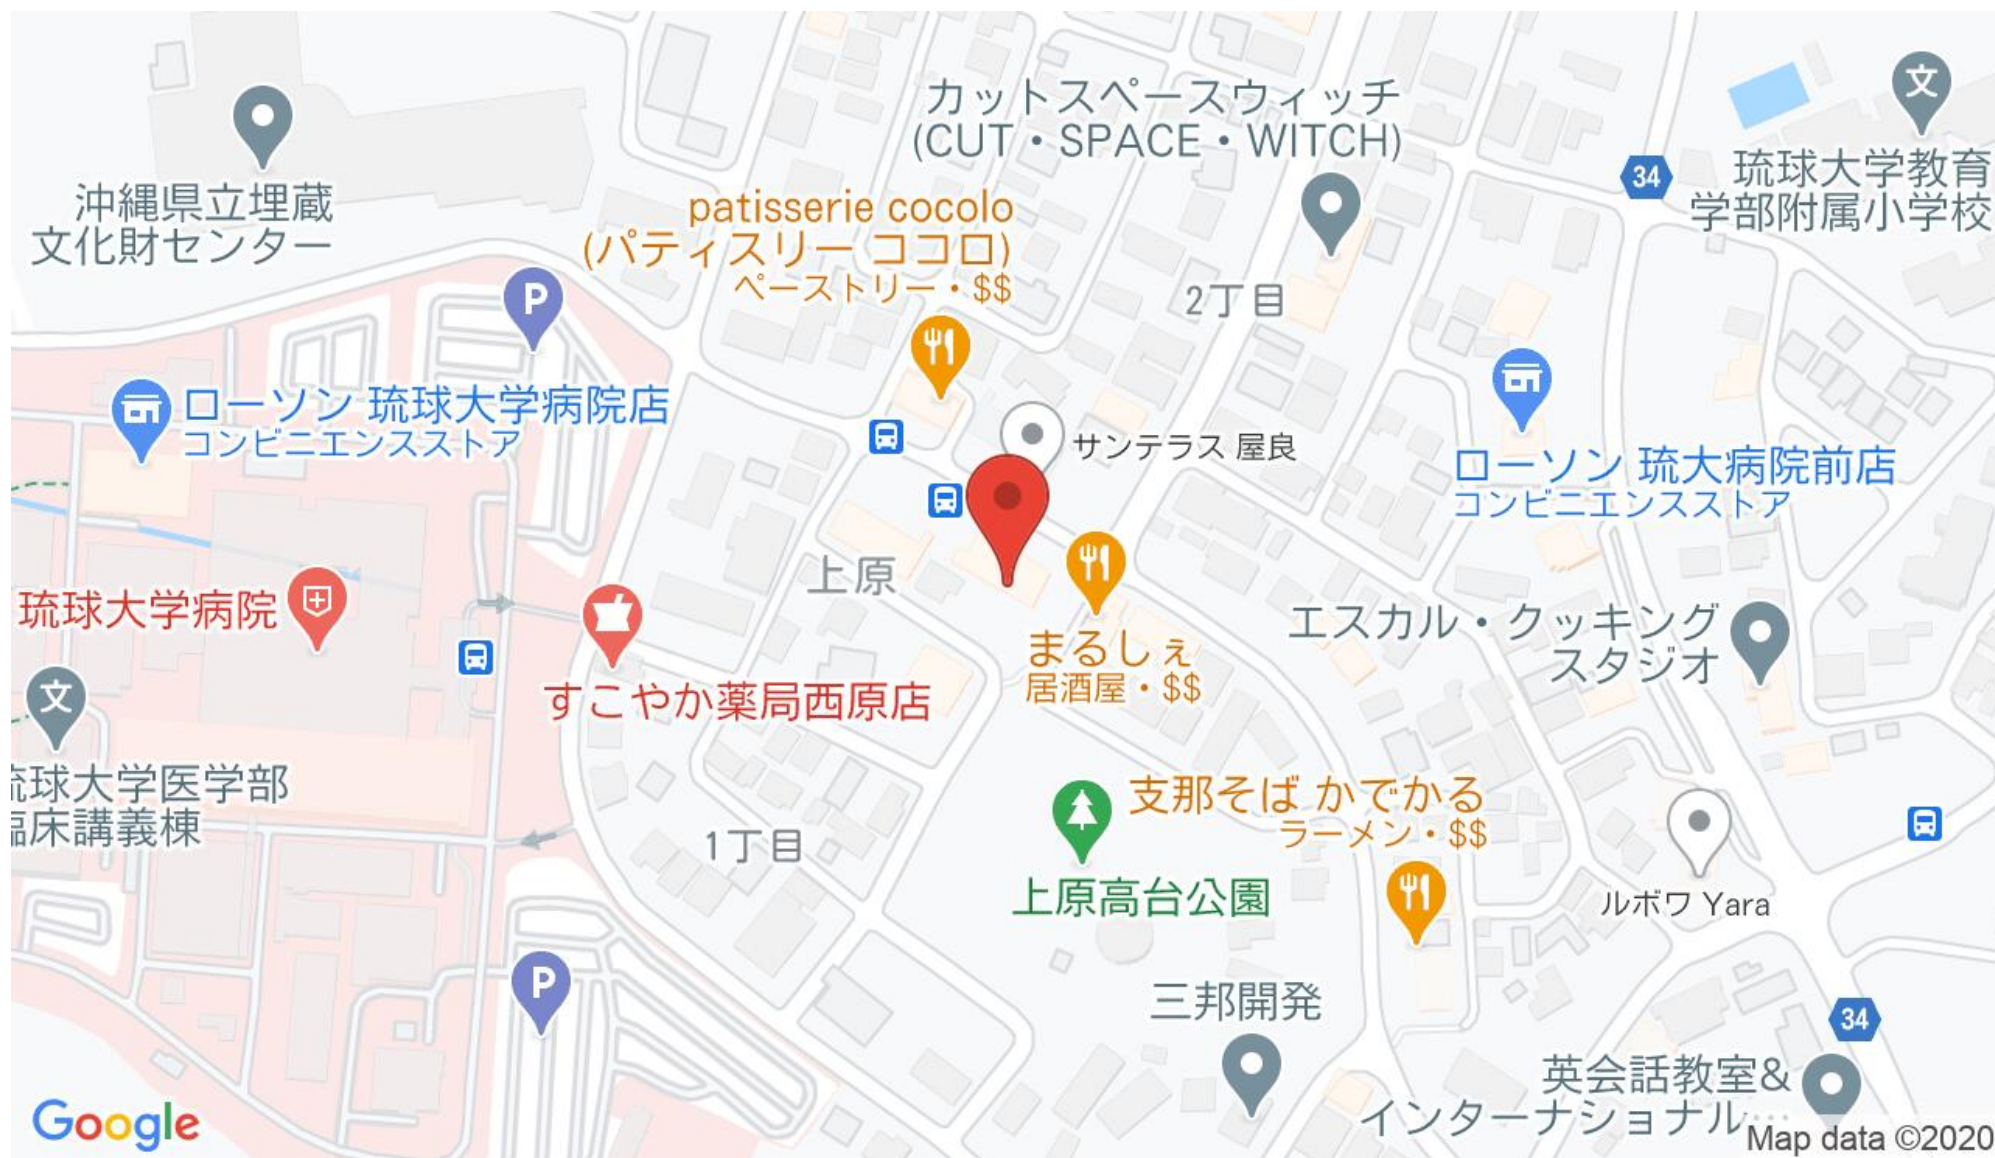 カットスペースウィッチ
(CUT・SPACE・WITCH)
文
34
琉球大学教育
学部附属小学校
沖縄県立埋蔵
文化財センター
patisserie cocolo
(パティスリー ココロ)
ペーストリー・$$
P
2丁目
ローソン 琉球大学病院店
コンビニエンスストア
サンテラス 屋良
ローソン 琉大病院前店
コンビニエンスストア
上原
琉球大学病院
まるしぇ
居酒屋・$$
エスカル・クッキング
スタジオ
すこやか薬局西原店
文
琉球大学医学部
臨床講義棟
1丁目
支那そば かでかる
ラーメン・$$
上原高台公園
ルボワ Yara
P
三邦開発
34
英会話教室&
インターナショナル…
Google
Map data ©2020